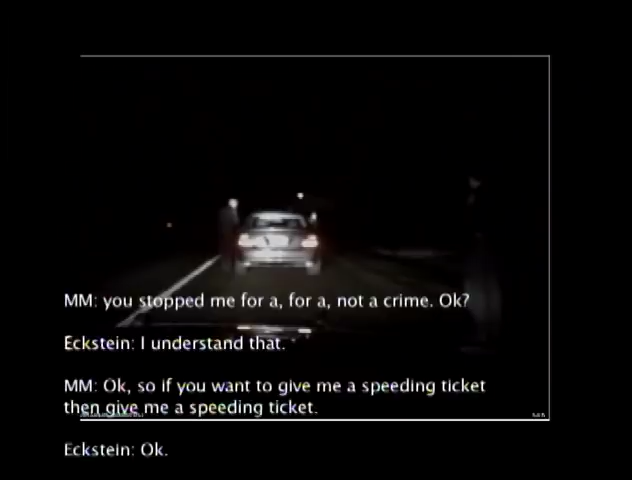 MM: you stopped me for a, for a, not a crime. Ok?
Eckstein: I understand that.
MM: Ok, so if you want to give me a speeding ticket
then give me a speeding ticket.
Eckstein: Ok.